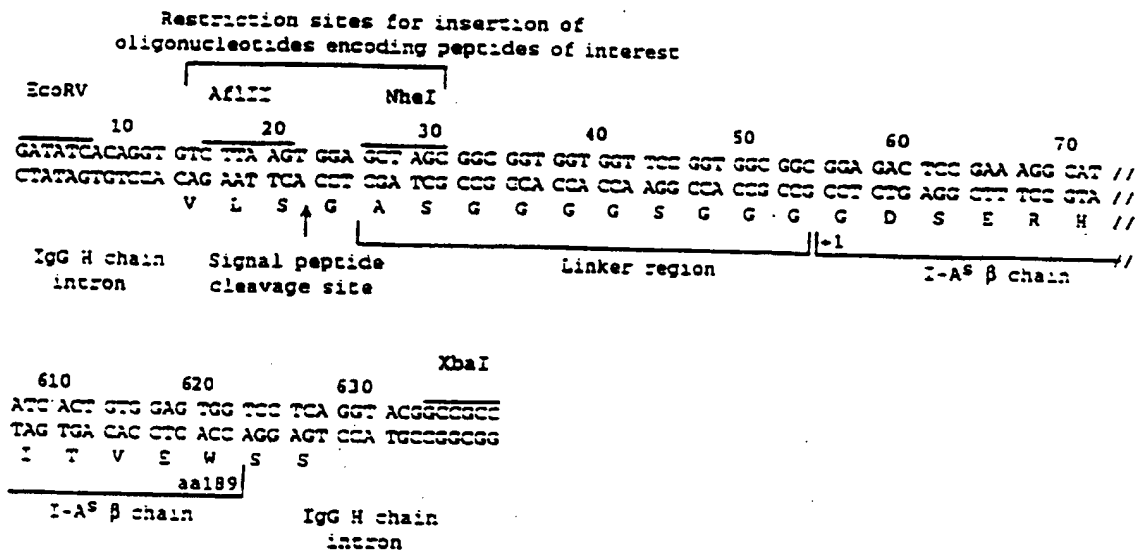 Restriction sites for insertion of
oligonucleotides encoding peptides of interest
EcoRV AflII NheI
10 20 30 40 50 60 70
GATATCACAGGT GTC TTA AGT GGA GCT AGC GGC GGT GGT GGT TCC GGT GGC GGC GGA GAC TCC GAA AGG CAT //
CTATAGTGTCCA CAG AAT TCA CCT CGA TCG CCG CCA CCA CCA AGG CCA CCG CCG CCT CTG AGG CTT TCC GTA //
V L S G A S G G G G S G G G G D S E R H //
+1
IgG H chain Signal peptide Linker region I-Aˢ β chain //
intron cleavage site
XbaI
610 620 630
ATC ACT GTG GAG TGG TCC TCA GGT ACGGCCGCC
TAG TGA CAC CTC ACC AGG AGT CCA TGCCGGCGG
I T V E W S S
aa189
I-Aˢ β chain IgG H chain
intron